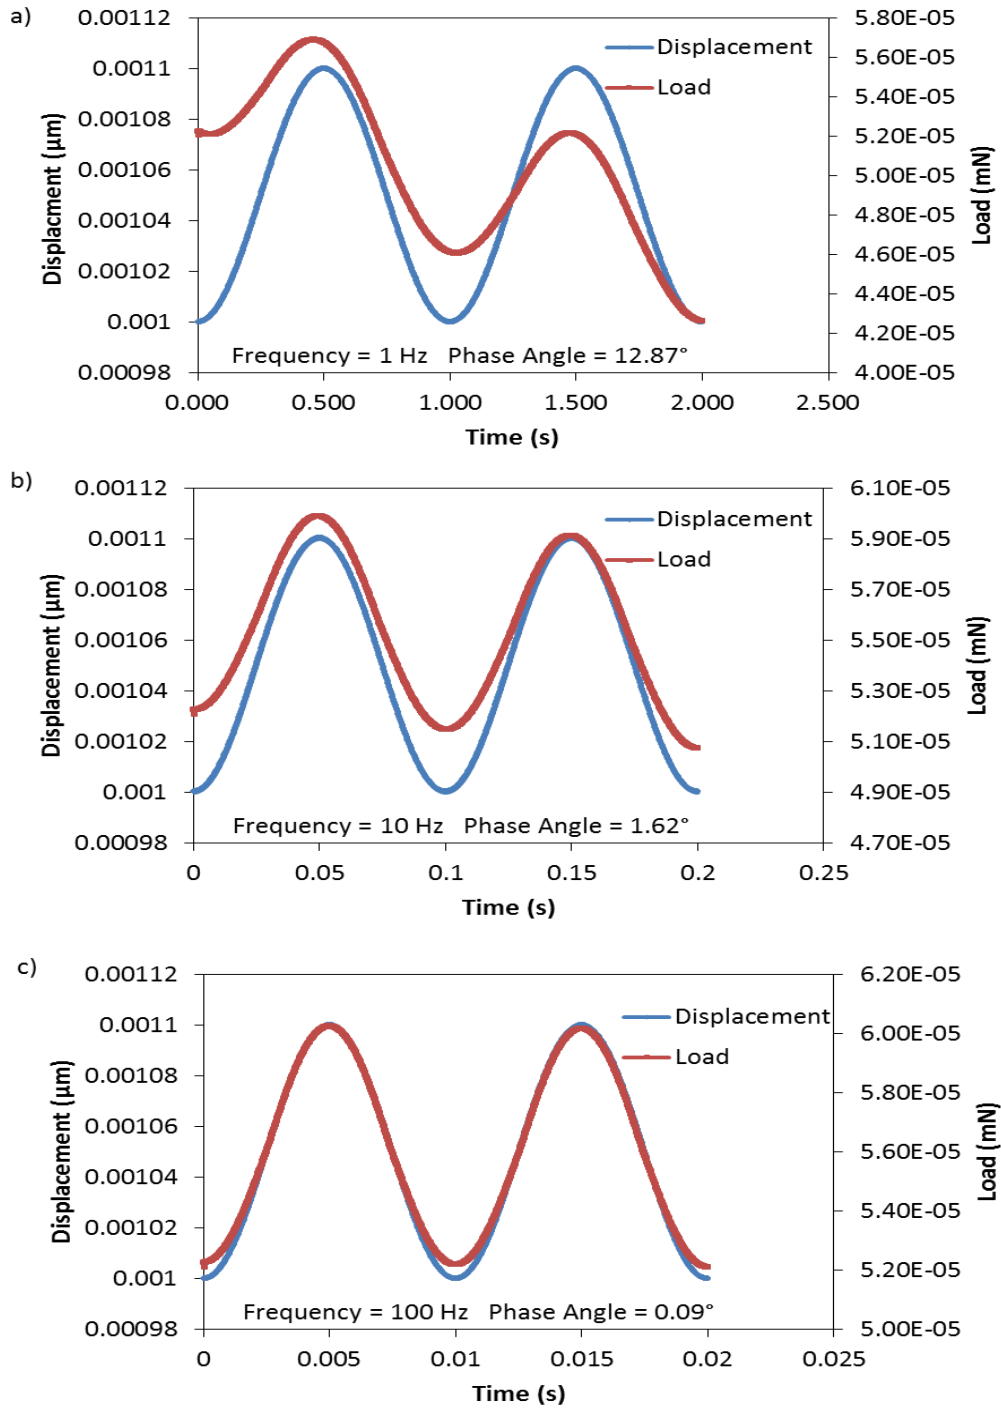 a)
0.00112
0.0011
0.00108
0.00106
0.00104
0.00102
0.001
0.00098
Displacment (µm)
5.80E-05
5.60E-05
5.40E-05
5.20E-05
5.00E-05
4.80E-05
4.60E-05
4.40E-05
4.20E-05
4.00E-05
Load (mN)
Displacement
Load
Frequency = 1 Hz Phase Angle = 12.87°
0.000 0.500 1.000 1.500 2.000 2.500
Time (s)
b)
0.00112
0.0011
0.00108
0.00106
0.00104
0.00102
0.001
0.00098
Displacement (µm)
6.10E-05
5.90E-05
5.70E-05
5.50E-05
5.30E-05
5.10E-05
4.90E-05
4.70E-05
Load (mN)
Displacement
Load
Frequency = 10 Hz Phase Angle = 1.62°
0 0.05 0.1 0.15 0.2 0.25
Time (s)
c)
0.00112
0.0011
0.00108
0.00106
0.00104
0.00102
0.001
0.00098
Displacement (µm)
6.20E-05
6.00E-05
5.80E-05
5.60E-05
5.40E-05
5.20E-05
5.00E-05
Load (mN)
Displacement
Load
Frequency = 100 Hz Phase Angle = 0.09°
0 0.005 0.01 0.015 0.02 0.025
Time (s)